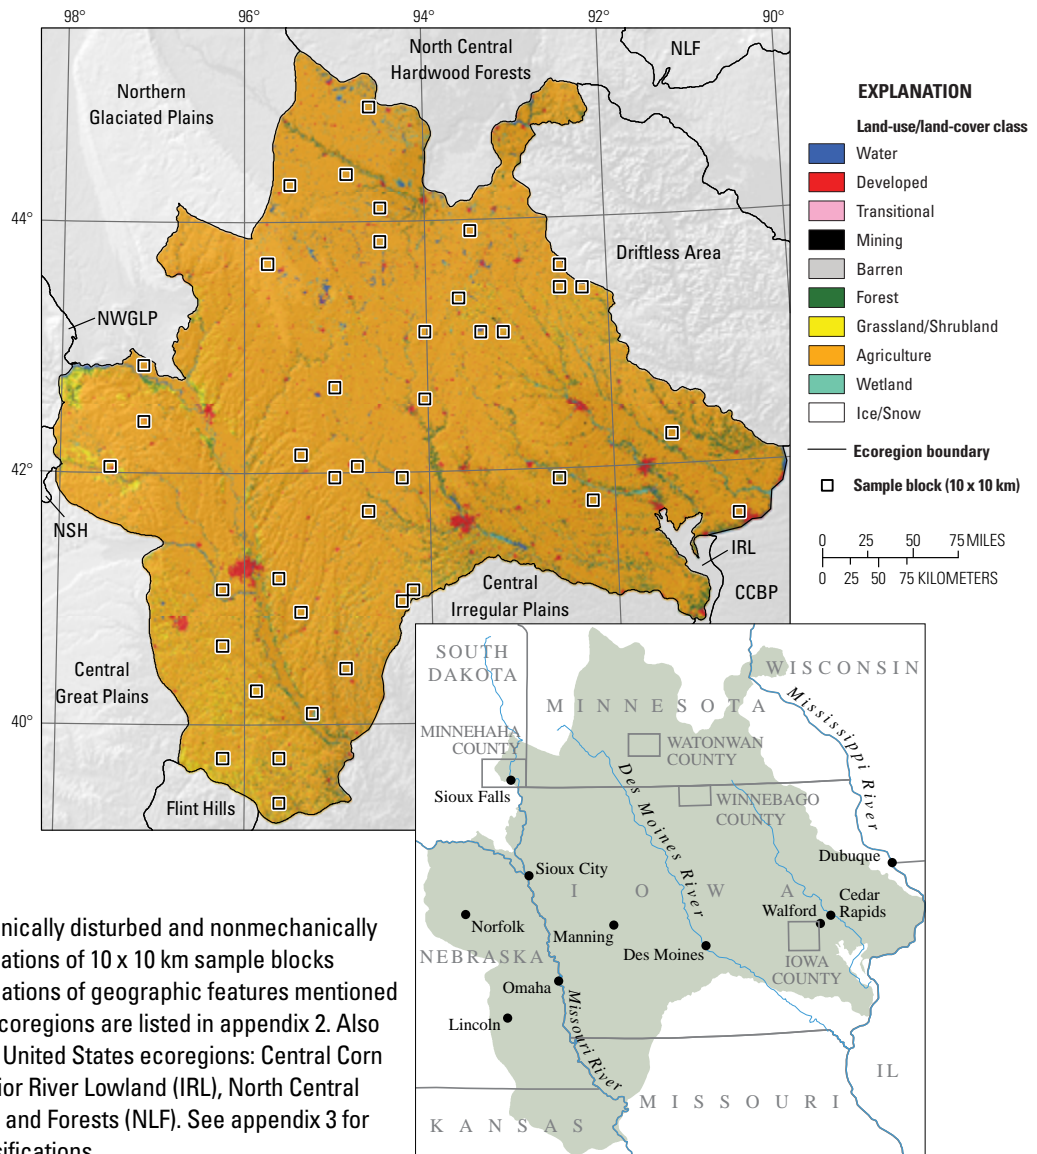 98°
96°
94°
92°
90°
North Central
Hardwood Forests
NLF
Northern
Glaciated Plains
44°
Driftless Area
NWGLP
42°
NSH
IRL
CCBP
Central
Irregular Plains
Central
Great Plains
40°
Flint Hills
EXPLANATION
Land-use/land-cover class
Water
Developed
Transitional
Mining
Barren
Forest
Grassland/Shrubland
Agriculture
Wetland
Ice/Snow
Ecoregion boundary
Sample block (10 x 10 km)
0 25 50 75 MILES
0 25 50 75 KILOMETERS
SOUTH
DAKOTA
WISCONSIN
MINNESOTA
Mississippi River
MINNEHAHA
COUNTY
WATONWAN
COUNTY
Des Moines River
Sioux Falls
WINNEBAGO
COUNTY
Dubuque
Sioux City
IOWA
Cedar
Rapids
Walford
Norfolk
Manning
Des Moines
NEBRASKA
IOWA
COUNTY
Omaha
Missouri River
Lincoln
IL
MISSOURI
KANSAS
nically disturbed and nonmechanically
ations of 10 x 10 km sample blocks
ations of geographic features mentioned
coregions are listed in appendix 2. Also
United States ecoregions: Central Corn
ior River Lowland (IRL), North Central
and Forests (NLF). See appendix 3 for